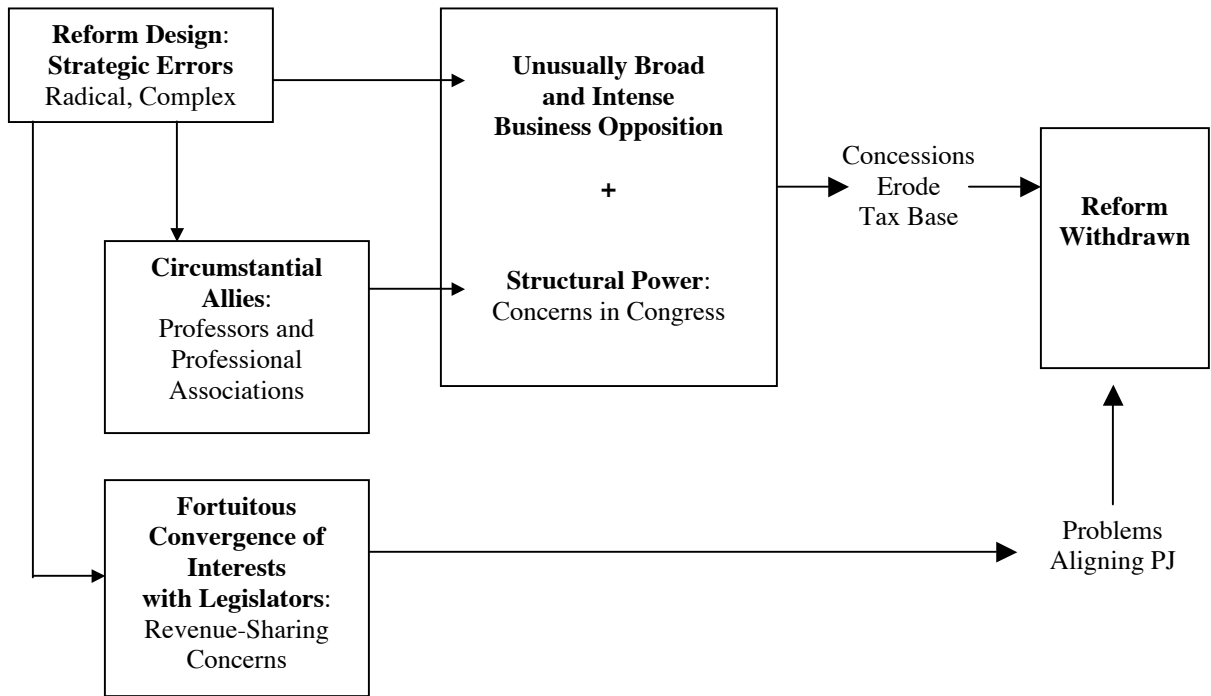 Reform Design:
Strategic Errors
Radical, Complex
Unusually Broad
and Intense
Business Opposition
+
Structural Power:
Concerns in Congress
Circumstantial
Allies:
Professors and
Professional
Associations
Concessions
Erode
Tax Base
Reform
Withdrawn
Fortuitous
Convergence of
Interests
with Legislators:
Revenue-Sharing
Concerns
Problems
Aligning PJ